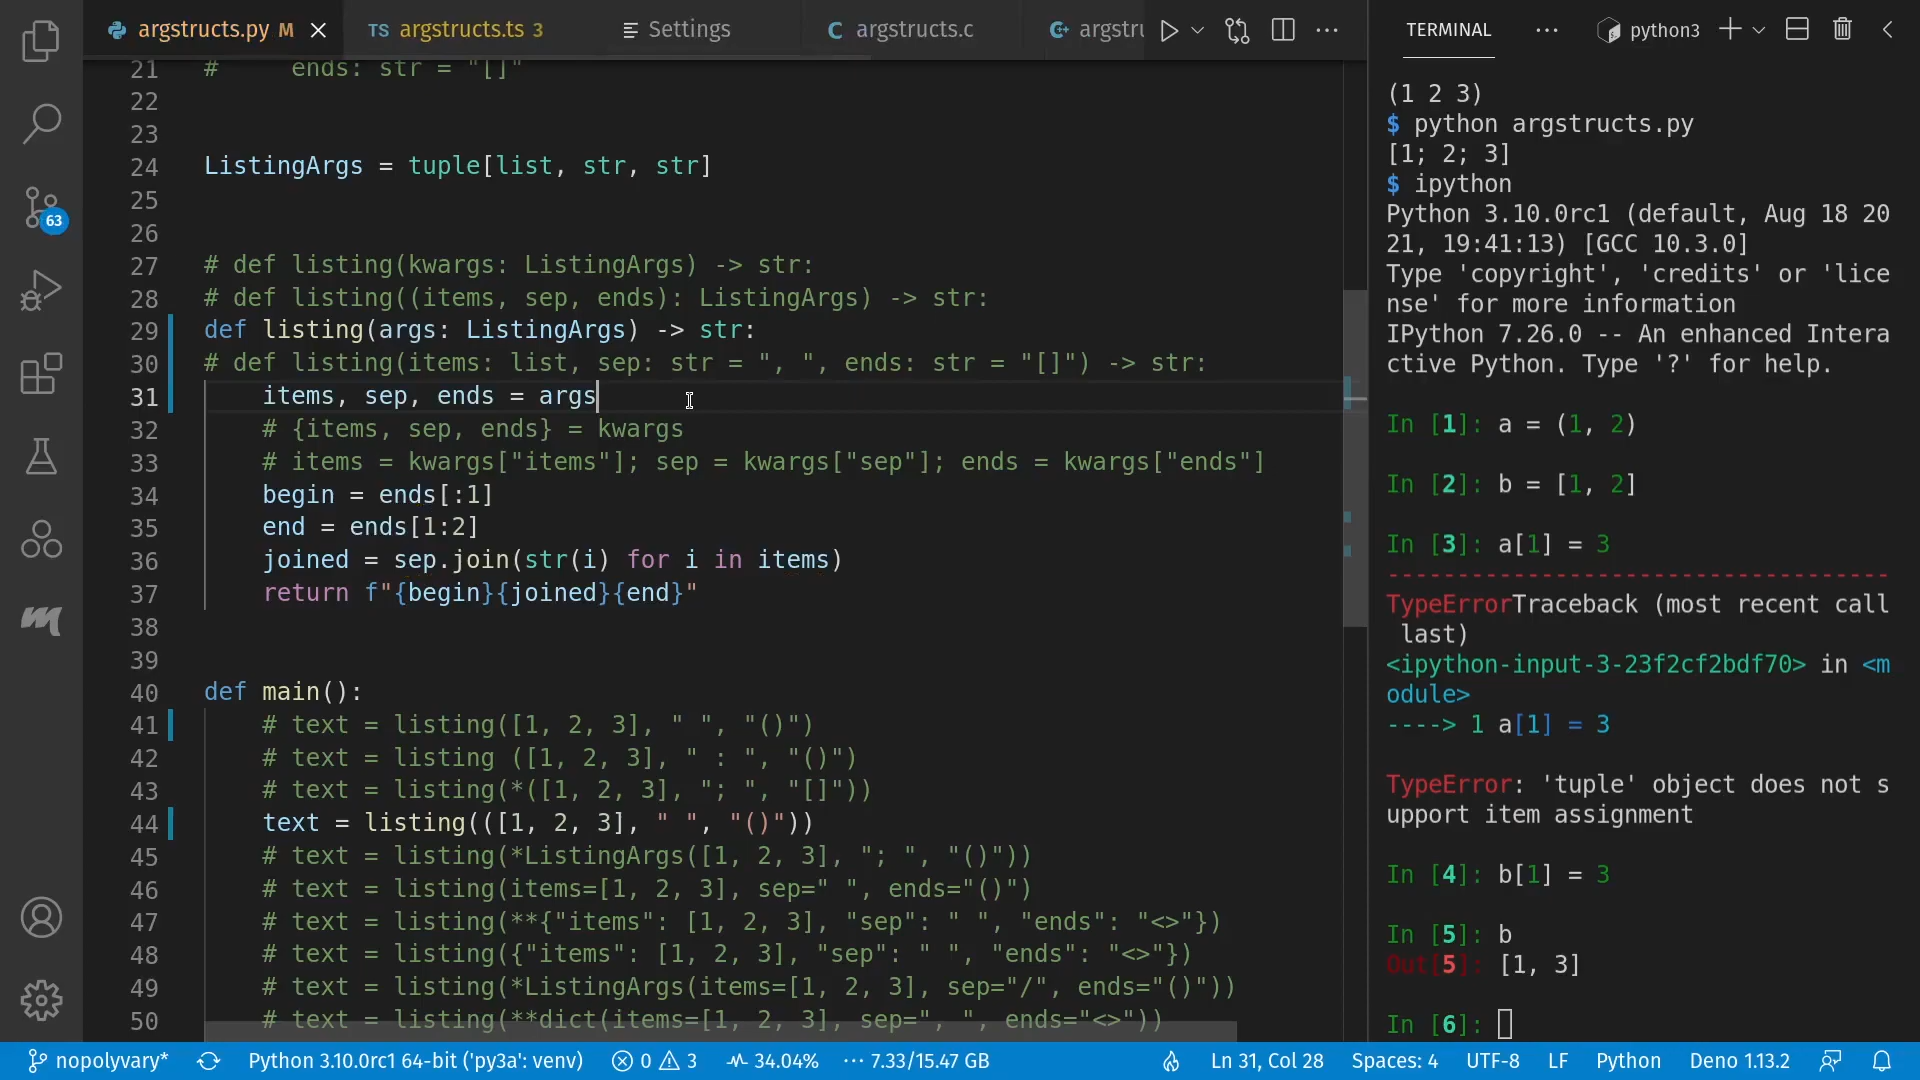 argstructs.py M
TS argstructs.ts 3
Settings
C argstructs.c
argstru
21 #     ends: str = "[]"
22
23
24 ListingArgs = tuple[list, str, str]
25
26
27 # def listing(kwargs: ListingArgs) -> str:
28 # def listing((items, sep, ends): ListingArgs) -> str:
29 def listing(args: ListingArgs) -> str:
30 # def listing(items: list, sep: str = ", ", ends: str = "[]") -> str:
31     items, sep, ends = args
32     # {items, sep, ends} = kwargs
33     # items = kwargs["items"]; sep = kwargs["sep"]; ends = kwargs["ends"]
34     begin = ends[:1]
35     end = ends[1:2]
36     joined = sep.join(str(i) for i in items)
37     return f"{begin}{joined}{end}"
38
39
40 def main():
41     # text = listing([1, 2, 3], " ", "()")
42     # text = listing ([1, 2, 3], " : ", "()")
43     # text = listing(*([1, 2, 3], "; ", "[]"))
44     text = listing(([1, 2, 3], " ", "()"))
45     # text = listing(*ListingArgs([1, 2, 3], "; ", "()"))
46     # text = listing(items=[1, 2, 3], sep=" ", ends="()")
47     # text = listing(**{"items": [1, 2, 3], "sep": " ", "ends": "<>"})
48     # text = listing({"items": [1, 2, 3], "sep": " ", "ends": "<>"})
49     # text = listing(*ListingArgs(items=[1, 2, 3], sep="/", ends="()"))
50     # text = listing(**dict(items=[1, 2, 3], sep=", ", ends="<>"))
63
TERMINAL
python3
(1 2 3)
$ python argstructs.py
[1; 2; 3]
$ ipython
Python 3.10.0rc1 (default, Aug 18 20
21, 19:41:13) [GCC 10.3.0]
Type 'copyright', 'credits' or 'lice
nse' for more information
IPython 7.26.0 -- An enhanced Intera
ctive Python. Type '?' for help.
In [1]: a = (1, 2)
In [2]: b = [1, 2]
In [3]: a[1] = 3
------------------------------------
TypeErrorTraceback (most recent call
 last)
<ipython-input-3-23f2cf2bdf70> in <m
odule>
----> 1 a[1] = 3
TypeError: 'tuple' object does not s
upport item assignment
In [4]: b[1] = 3
In [5]: b
Out[5]: [1, 3]
In [6]:
nopolyvary* Python 3.10.0rc1 64-bit ('py3a': venv) 0 3 34.04% 7.33/15.47 GB Ln 31, Col 28 Spaces: 4 UTF-8 LF Python Deno 1.13.2